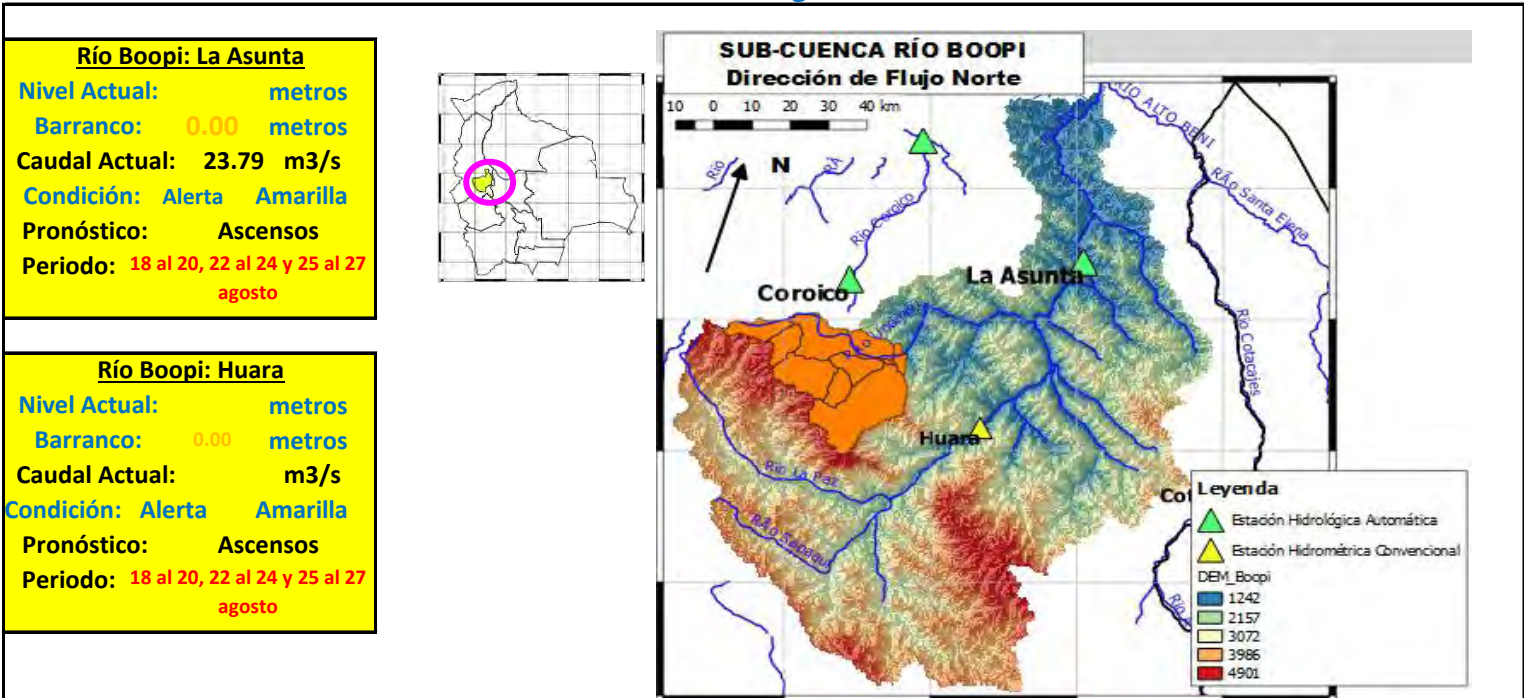 Río Boopi: La Asunta
Nivel Actual: metros
Barranco: 0.00 metros
Caudal Actual: 23.79 m3/s
Condición: Alerta Amarilla
Pronóstico: Ascensos
Periodo: 18 al 20, 22 al 24 y 25 al 27
agosto
Río Boopi: Huara
Nivel Actual: metros
Barranco: 0.00 metros
Caudal Actual: m3/s
Condición: Alerta Amarilla
Pronóstico: Ascensos
Periodo: 18 al 20, 22 al 24 y 25 al 27
agosto
SUB-CUENCA RÍO BOOPI
Dirección de Flujo Norte
10 0 10 20 30 40 km
N
Río
RÃ
Río Coroico
RÍO ALTO BENI
RÃo Santa Elena
Río Cotacajes
Coroico
La Asunta
Huara
Río La Paz
RÃo Sapaqui
Cot
Leyenda
Estación Hidrológica Automática
Estación Hidrométrica Convencional
DEM_Boopi
1242
2157
3072
3986
4901